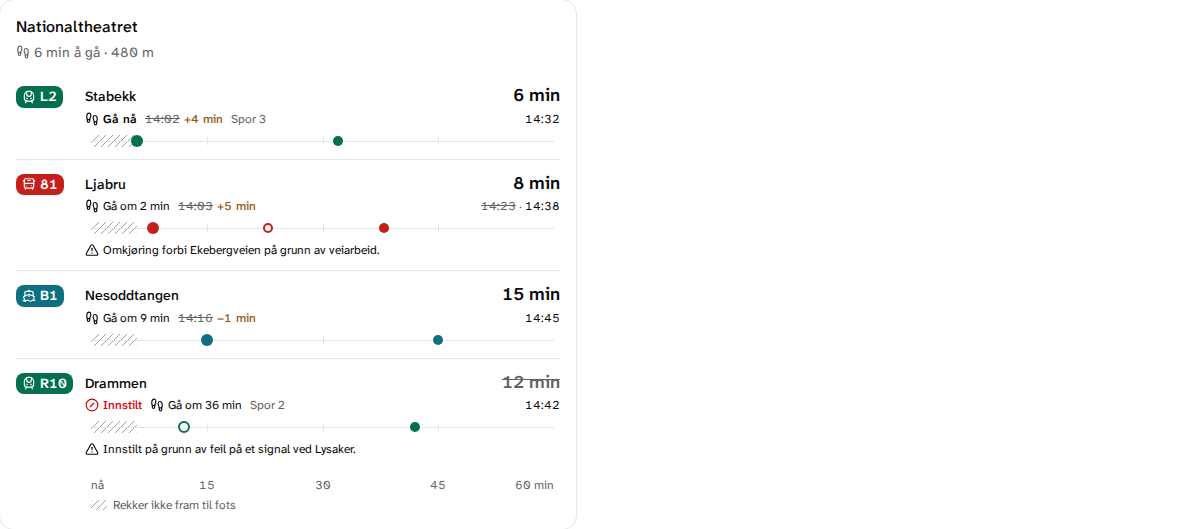 Nationaltheatret
6 min å gå · 480 m
L2 Stabekk 6 min
Gå nå 14:02 +4 min Spor 3 14:32
81 Ljabru 8 min
Gå om 2 min 14:03 +5 min 14:23 · 14:38
Omkjøring forbi Ekebergveien på grunn av veiarbeid.
B1 Nesoddtangen 15 min
Gå om 9 min 14:16 −1 min 14:45
R10 Drammen 12 min
Innstilt Gå om 36 min Spor 2 14:42
Innstilt på grunn av feil på et signal ved Lysaker.
nå 15 30 45 60 min
Rekker ikke fram til fots